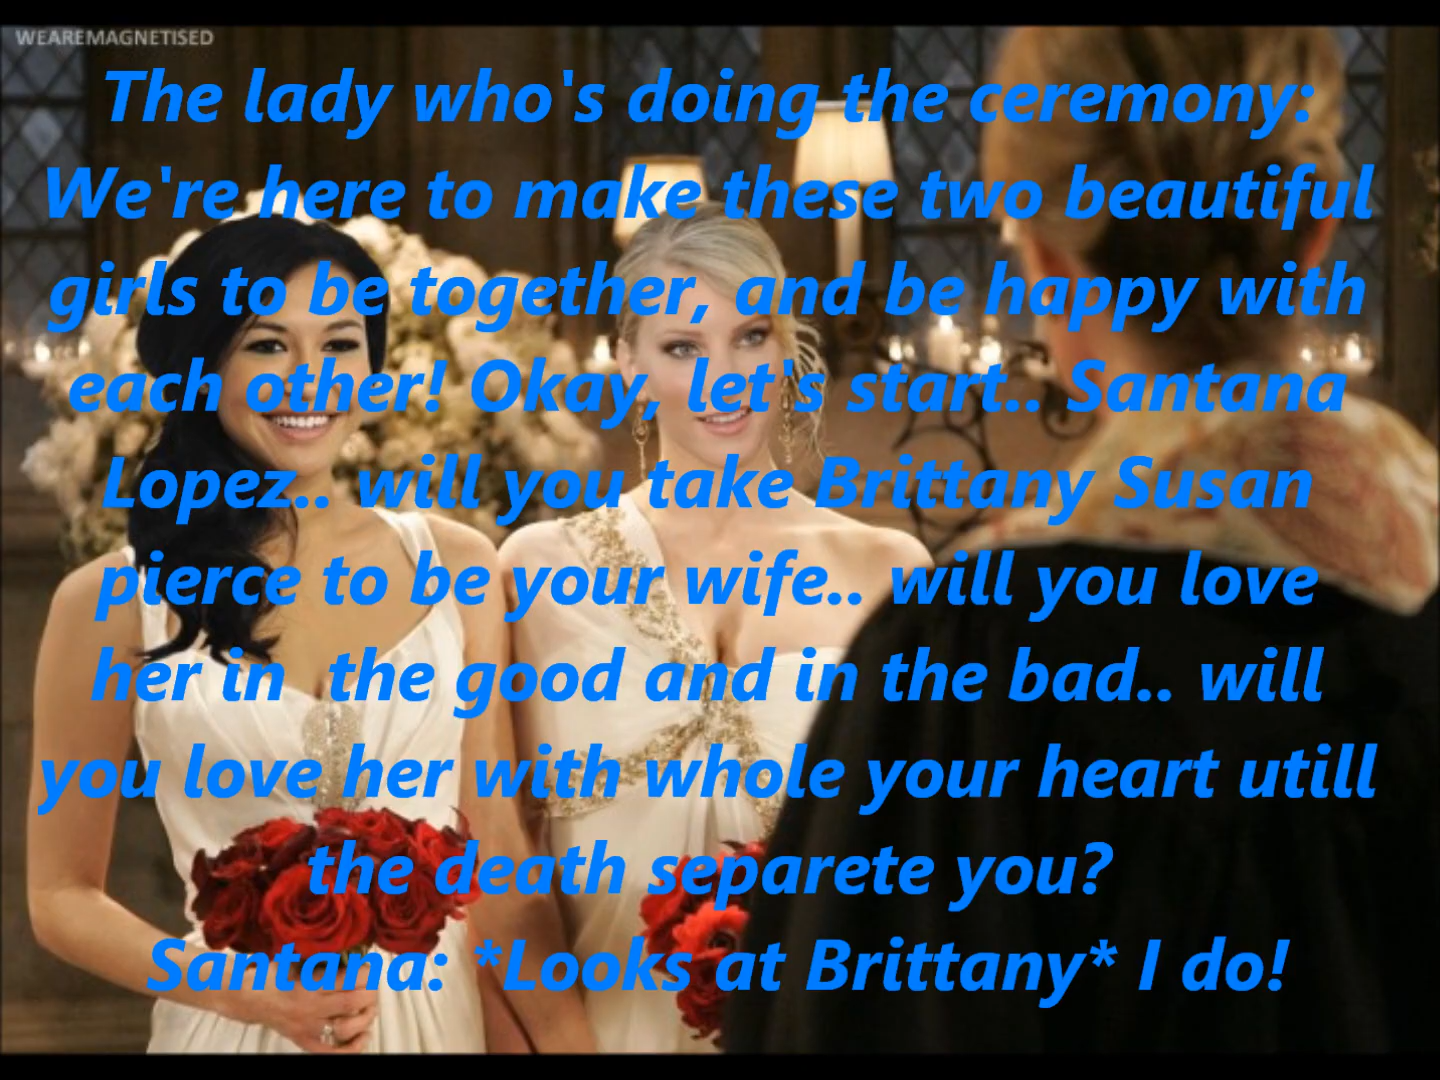 WEAREMAGNETISED
The lady who's doing the ceremony:
We're here to make these two beautiful
girls to be together, and be happy with
each other! Okay, let's start.. Santana
Lopez.. will you take Brittany Susan
pierce to be your wife.. will you love
her in  the good and in the bad.. will
you love her with whole your heart utill
the death separete you?
Santana: *Looks at Brittany* I do!